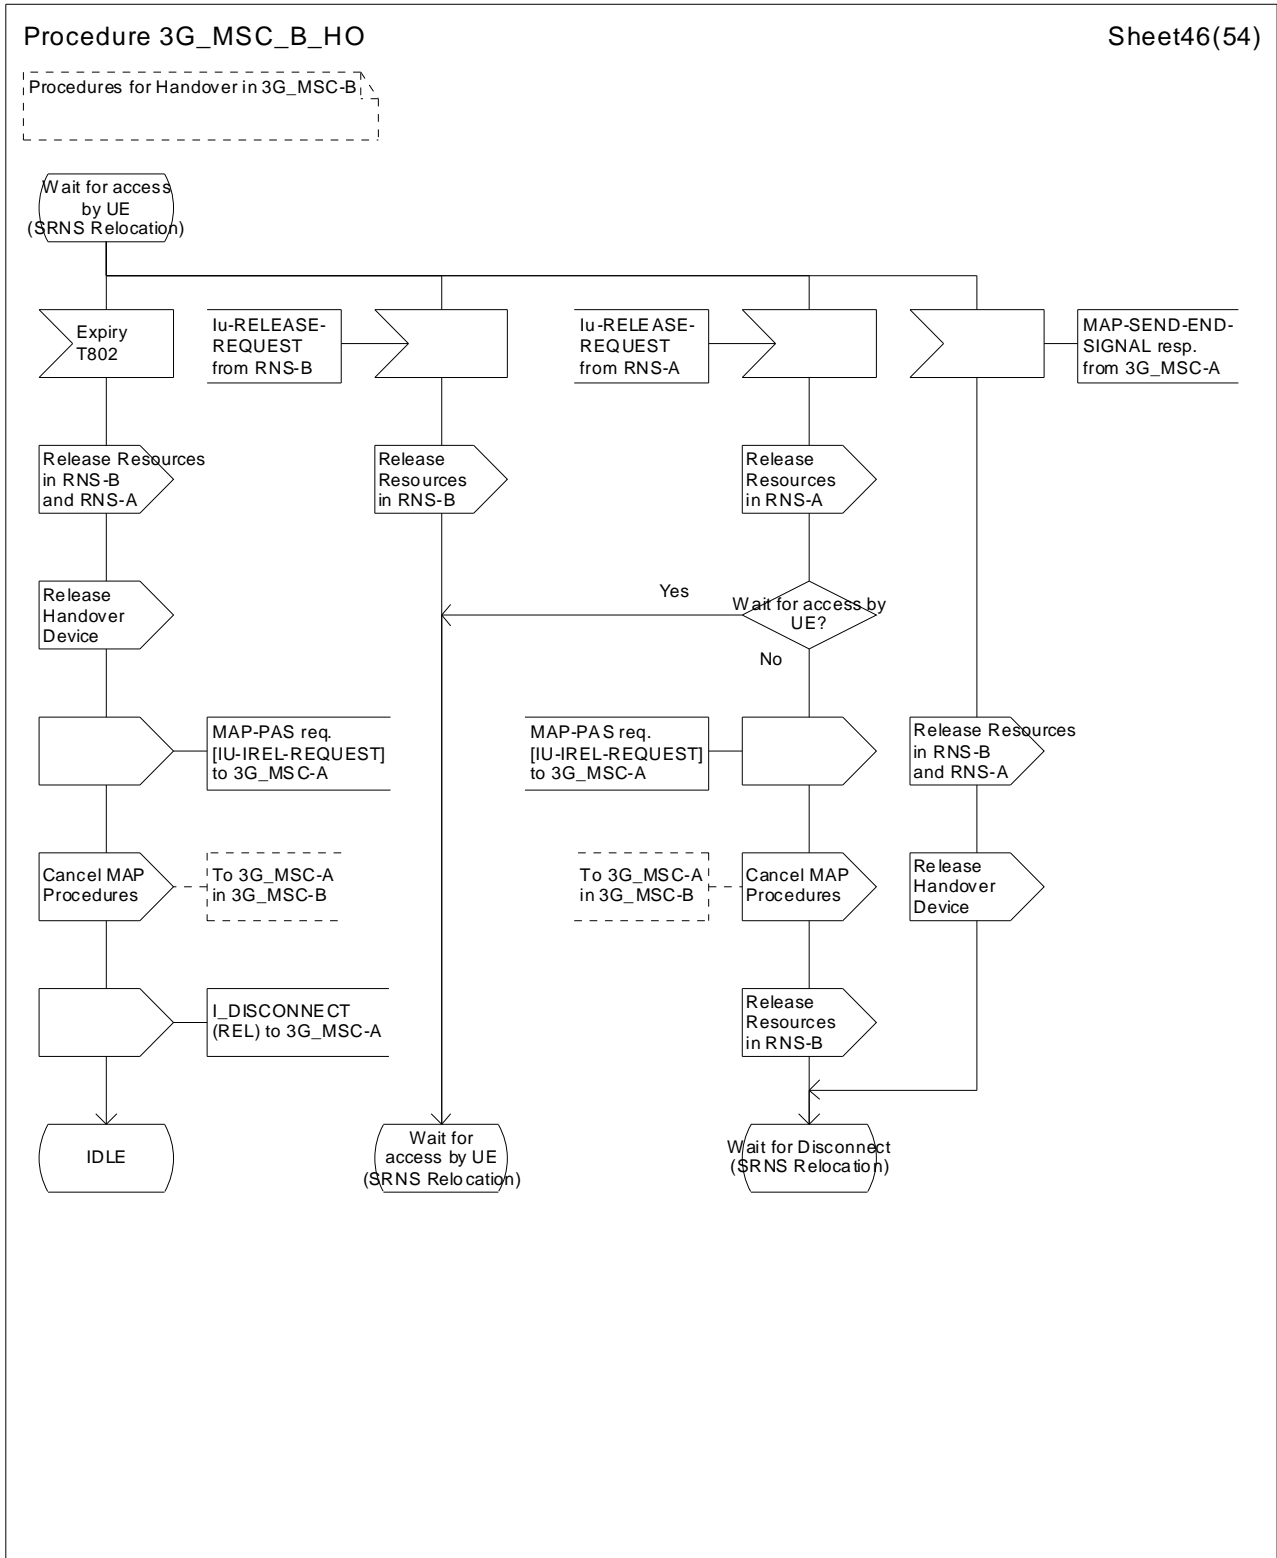 Procedure 3G_MSC_B_HO
Sheet46(54)
Procedures for Handover in 3G_MSC-B
Wait for access
by UE
(SRNS Relocation)
Expiry
T802
Iu-RELEASE-
REQUEST
from RNS-B
Iu-RELEASE-
REQUEST
from RNS-A
MAP-SEND-END-
SIGNAL resp.
from 3G_MSC-A
Release Resources
in RNS-B
and RNS-A
Release
Resources
in RNS-B
Release
Resources
in RNS-A
Release
Handover
Device
Yes
Wait for access by
UE?
No
MAP-PAS req.
[IU-IREL-REQUEST]
to 3G_MSC-A
MAP-PAS req.
[IU-IREL-REQUEST]
to 3G_MSC-A
Release Resources
in RNS-B
and RNS-A
Cancel MAP
Procedures
To 3G_MSC-A
in 3G_MSC-B
To 3G_MSC-A
in 3G_MSC-B
Cancel MAP
Procedures
Release
Handover
Device
I_DISCONNECT
(REL) to 3G_MSC-A
Release
Resources
in RNS-B
IDLE
Wait for
access by UE
(SRNS Relocation)
Wait for Disconnect
(SRNS Relocation)